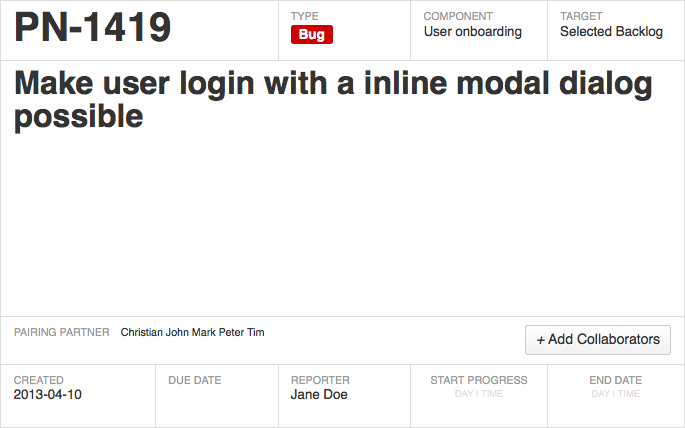 PN-1419
TYPE
Bug
COMPONENT
User onboarding
TARGET
Selected Backlog
Make user login with a inline modal dialog
possible
PAIRING PARTNER Christian John Mark Peter Tim
+ Add Collaborators
CREATED
2013-04-10
DUE DATE
REPORTER
Jane Doe
START PROGRESS
DAY | TIME
END DATE
DAY | TIME